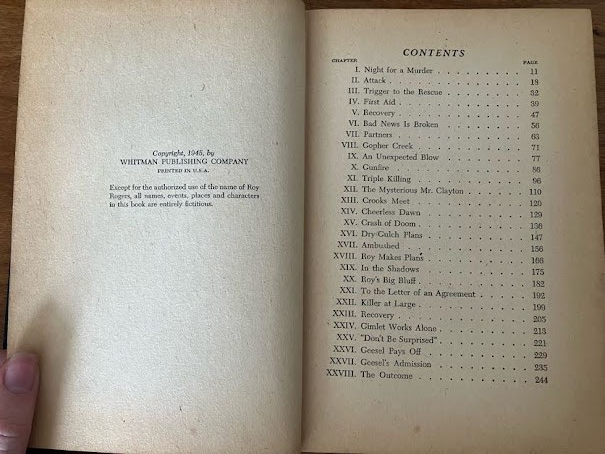 Copyright, 1945, by
WHITMAN PUBLISHING COMPANY
PRINTED IN U.S.A.
Except for the authorized use of the name of Roy
Rogers, all names, events, places and characters
in this book are entirely fictitious.
CONTENTS
CHAPTER PAGE
I. Night for a Murder . . . . . . . . . 11
II. Attack . . . . . . . . . . . . 18
III. Trigger to the Rescue . . . . . . . . 32
IV. First Aid . . . . . . . . . . . 39
V. Recovery . . . . . . . . . . . 47
VI. Bad News Is Broken . . . . . . . . 56
VII. Partners . . . . . . . . . . . 63
VIII. Gopher Creek . . . . . . . . . . 71
IX. An Unexpected Blow . . . . . . . . 77
X. Gunfire . . . . . . . . . . . 86
XI. Triple Killing . . . . . . . . . . 96
XII. The Mysterious Mr. Clayton . . . . . . 110
XIII. Crooks Meet . . . . . . . . . . 120
XIV. Cheerless Dawn . . . . . . . . . 129
XV. Crash of Doom . . . . . . . . . 136
XVI. Dry-Gulch Plans . . . . . . . . . 147
XVII. Ambushed . . . . . . . . . . 156
XVIII. Roy Makes Plans . . . . . . . . . 166
XIX. In the Shadows . . . . . . . . . 175
XX. Roy's Big Bluff . . . . . . . . . 182
XXI. To the Letter of an Agreement . . . . . 192
XXII. Killer at Large . . . . . . . . . 199
XXIII. Recovery . . . . . . . . . . 205
XXIV. Gimlet Works Alone . . . . . . . . 213
XXV. "Don't Be Surprised" . . . . . . . . 221
XXVI. Geesel Pays Off . . . . . . . . . 229
XXVII. Geesel's Admission . . . . . . . . 235
XXVIII. The Outcome . . . . . . . . . . 244